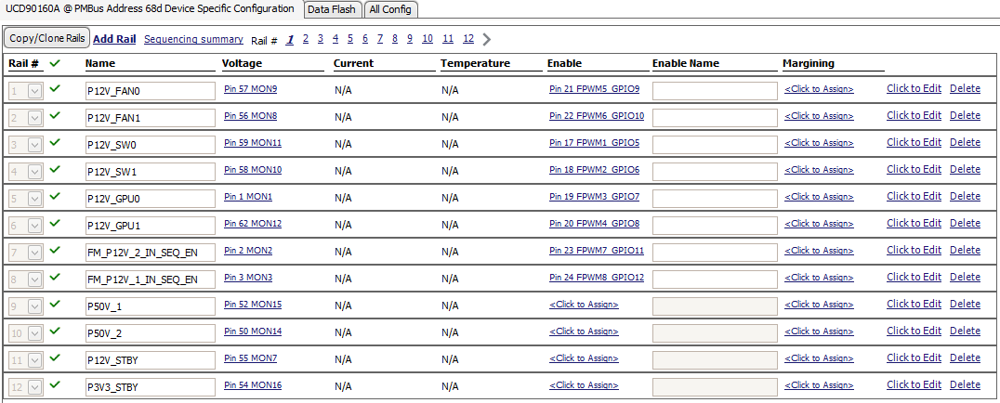 UCD90160A @ PMBus Address 68d Device Specific Configuration Data Flash All Config
Copy/Clone Rails Add Rail Sequencing summary Rail # 1 2 3 4 5 6 7 8 9 10 11 12
Rail # Name Voltage Current Temperature Enable Enable Name Margining
1 P12V_FAN0 Pin 57 MON9 N/A N/A Pin 21 FPWM5_GPIO9 <Click to Assign> Click to Edit Delete
2 P12V_FAN1 Pin 56 MON8 N/A N/A Pin 22 FPWM6_GPIO10 <Click to Assign> Click to Edit Delete
3 P12V_SW0 Pin 59 MON11 N/A N/A Pin 17 FPWM1_GPIO5 <Click to Assign> Click to Edit Delete
4 P12V_SW1 Pin 58 MON10 N/A N/A Pin 18 FPWM2_GPIO6 <Click to Assign> Click to Edit Delete
5 P12V_GPU0 Pin 1 MON1 N/A N/A Pin 19 FPWM3_GPIO7 <Click to Assign> Click to Edit Delete
6 P12V_GPU1 Pin 62 MON12 N/A N/A Pin 20 FPWM4_GPIO8 <Click to Assign> Click to Edit Delete
7 FM_P12V_2_IN_SEQ_EN Pin 2 MON2 N/A N/A Pin 23 FPWM7_GPIO11 <Click to Assign> Click to Edit Delete
8 FM_P12V_1_IN_SEQ_EN Pin 3 MON3 N/A N/A Pin 24 FPWM8_GPIO12 <Click to Assign> Click to Edit Delete
9 P50V_1 Pin 52 MON15 N/A N/A <Click to Assign> <Click to Assign> Click to Edit Delete
10 P50V_2 Pin 50 MON14 N/A N/A <Click to Assign> <Click to Assign> Click to Edit Delete
11 P12V_STBY Pin 55 MON7 N/A N/A <Click to Assign> <Click to Assign> Click to Edit Delete
12 P3V3_STBY Pin 54 MON16 N/A N/A <Click to Assign> <Click to Assign> Click to Edit Delete